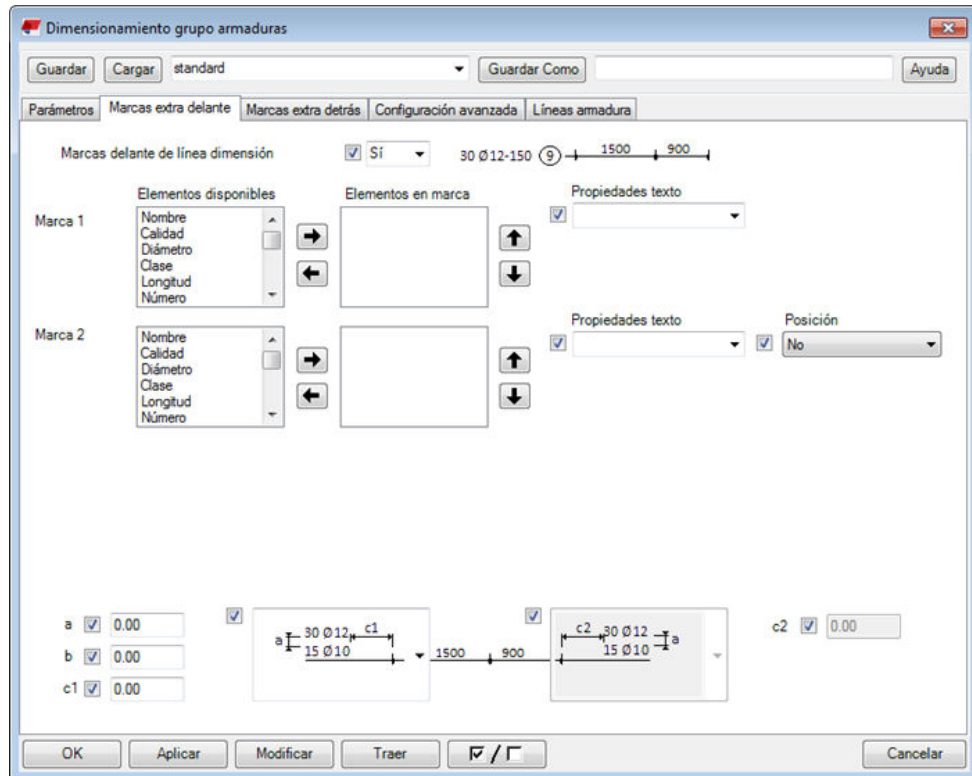 Dimensionamiento grupo armaduras
Guardar Cargar standard Guardar Como Ayuda
Parámetros Marcas extra delante Marcas extra detrás Configuración avanzada Líneas armadura
Marcas delante de línea dimensión Sí 30 Ø12-150 9 1500 900
Elementos disponibles Elementos en marca Propiedades texto
Marca 1
Nombre
Calidad
Diámetro
Clase
Longitud
Número
Propiedades texto Posición
Marca 2
No
Nombre
Calidad
Diámetro
Clase
Longitud
Número
a 0.00
b 0.00
c1 0.00
a 30 Ø12 c1
15 Ø10
1500 900
c2 30 Ø12 a
15 Ø10
c2 0.00
OK Aplicar Modificar Traer / Cancelar